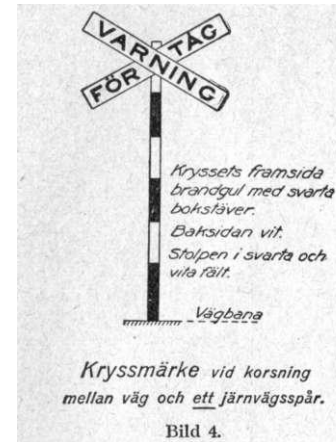 VARNING
FÖR TÅG
Kryssets framsida
brandgul med svarta
bokstäver.
Baksidan vit.
Stolpen i svarta och
vita fält.
Vägbana
Kryssmärke vid korsning
mellan väg och ett järnvägsspår.
Bild 4.